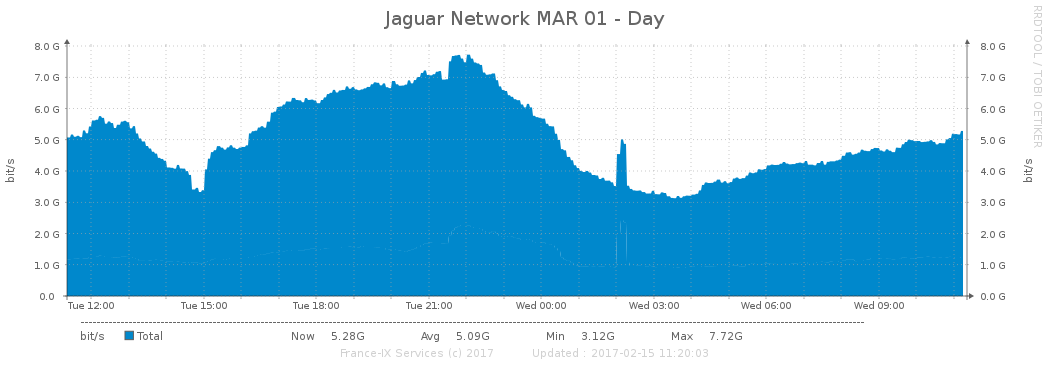 Jaguar Network MAR 01 - Day
RRDTOOL / TOBI OETIKER
8.0 G 8.0 G
7.0 G 7.0 G
6.0 G 6.0 G
5.0 G 5.0 G
4.0 G 4.0 G
3.0 G 3.0 G
2.0 G 2.0 G
1.0 G 1.0 G
0.0 0.0 G
bit/s bit/s
Tue 12:00 Tue 15:00 Tue 18:00 Tue 21:00 Wed 00:00 Wed 03:00 Wed 06:00 Wed 09:00
bit/s Total Now 5.28G Avg 5.09G Min 3.12G Max 7.72G
France-IX Services (c) 2017 Updated : 2017-02-15 11:20:03